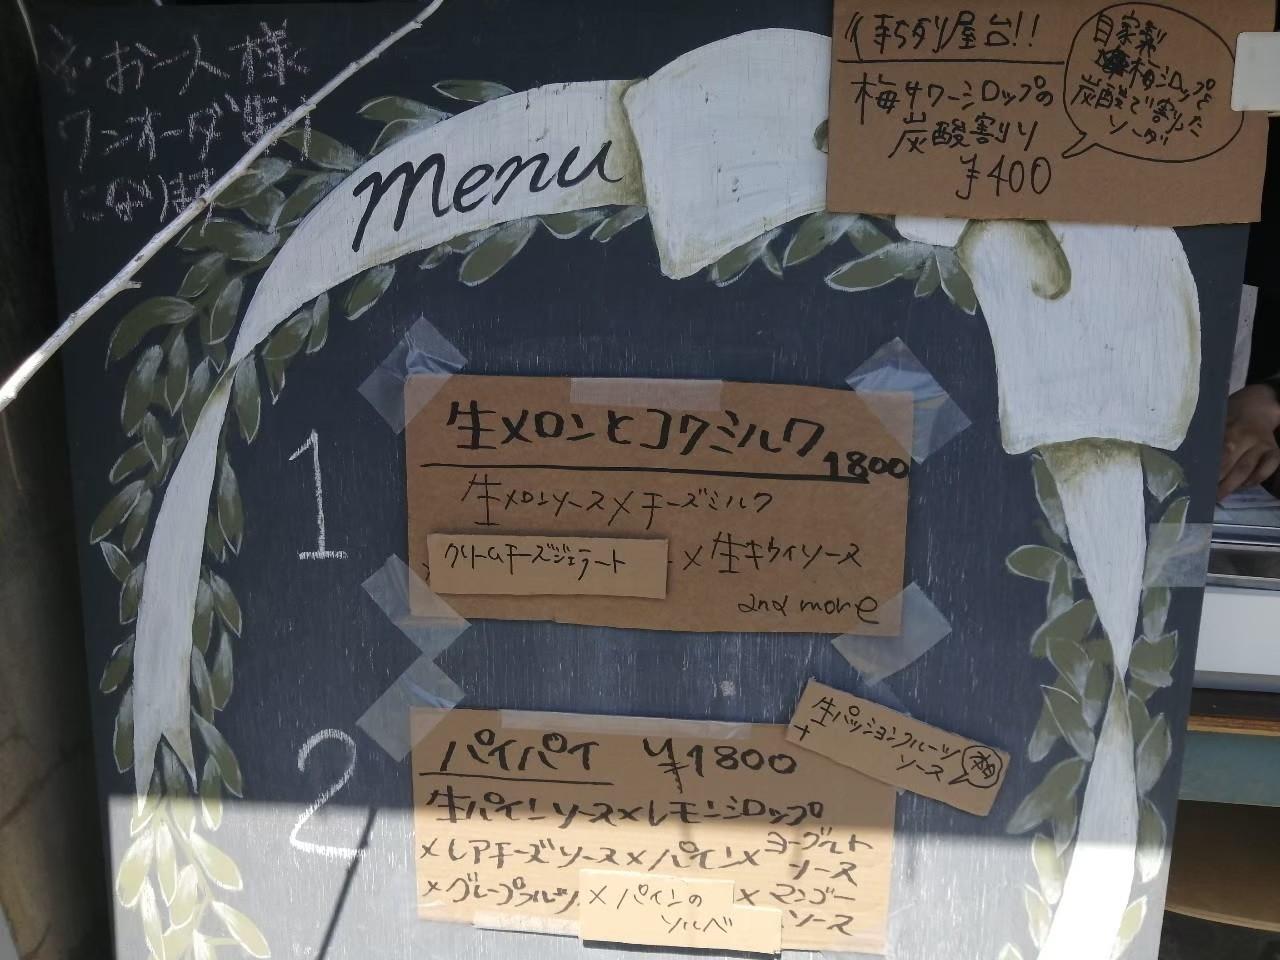 ※お一人様
ワンオーダー制
に
待ち列屋台!!
梅サワーシロップの
炭酸割り
¥400
自家製
梅シロップを
炭酸で割った
ソーダ
menu
1
生メロンとコクミルク
1800
生メロンソース×チーズミルク
クリームチーズジェラート ×生キウイソース
and more
2
パイパイ ¥1800
生パッションフルーツ
+ ソース
生パインソース×レモンシロップ
×レアチーズソース×パイン×ヨーグルト
ソース
×グレープフルーツ ×パインの ×マンゴー
ソルベ ソース